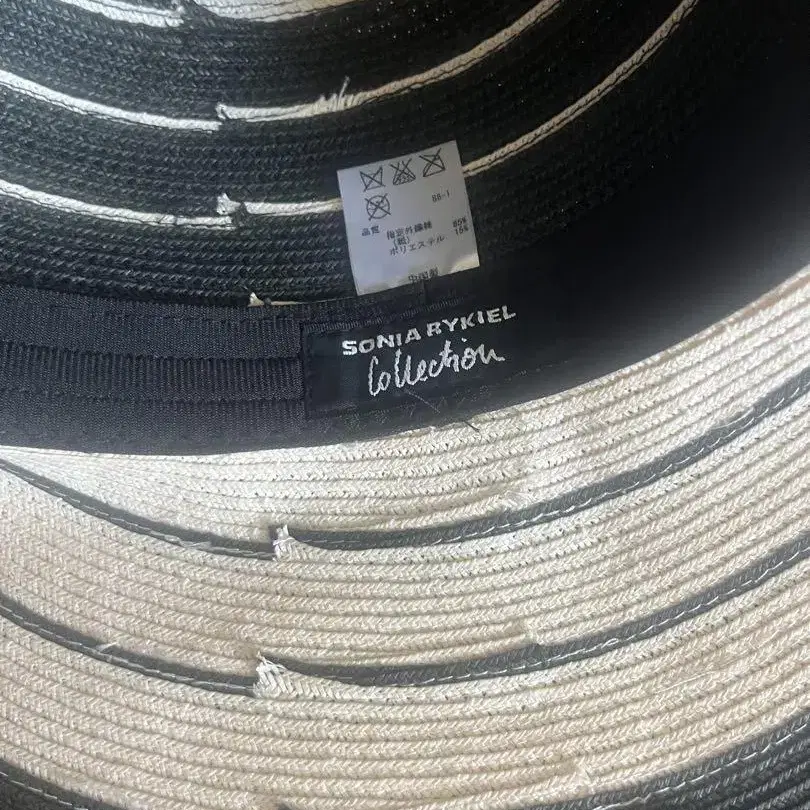 88-1
品質 指定外繊維 85%
(紙)
ポリエステル 15%
中国製
SONIA RYKIEL
Collection